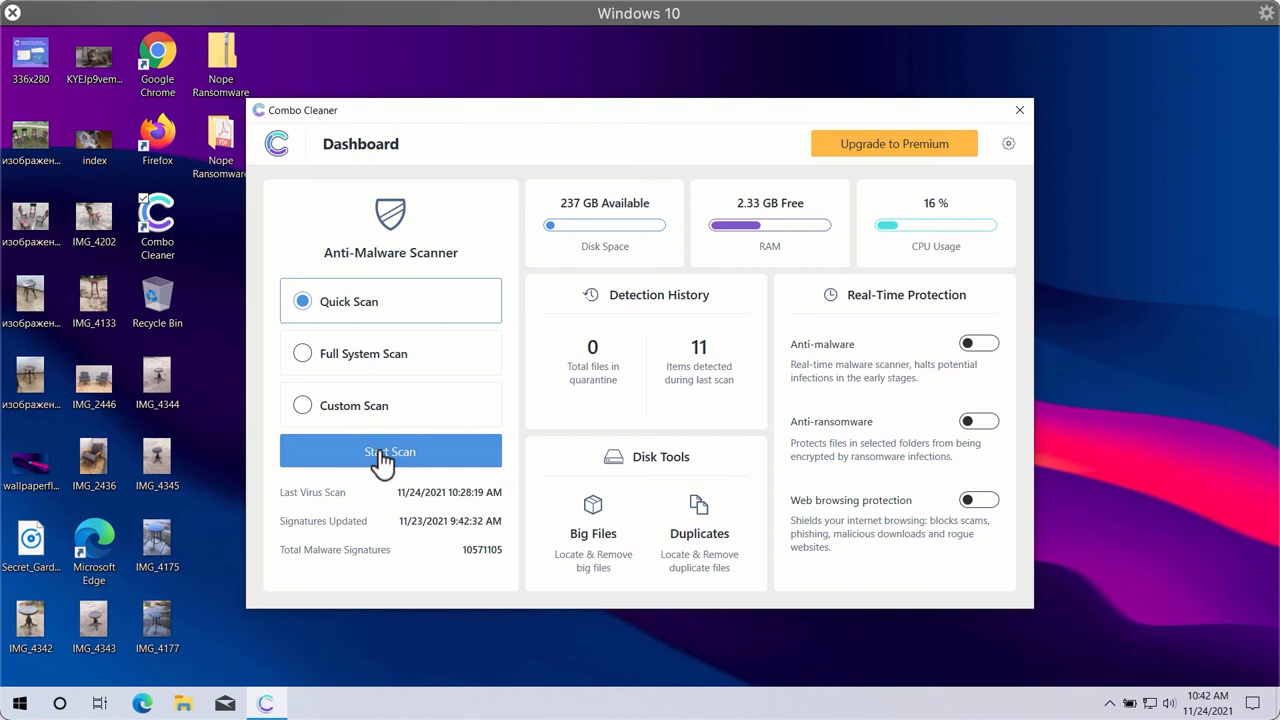 Windows 10
336x280
KYEJp9vem...
Google
Chrome
Nope
Ransomware
изображен...
index
Firefox
Nope
Ransomware
IMG_4202
Combo
Cleaner
изображен...
изображен...
IMG_4133
Recycle Bin
изображен...
IMG_2446
IMG_4344
wallpaperfl...
IMG_2436
IMG_4345
Secret_Gard...
Microsoft
Edge
IMG_4175
IMG_4342
IMG_4343
IMG_4177
Combo Cleaner
Dashboard
Upgrade to Premium
Anti-Malware Scanner
Quick Scan
Full System Scan
Custom Scan
Start Scan
Last Virus Scan 11/24/2021 10:28:19 AM
Signatures Updated 11/23/2021 9:42:32 AM
Total Malware Signatures 10571105
237 GB Available
Disk Space
2.33 GB Free
RAM
16 %
CPU Usage
Detection History
0
Total files in
quarantine
11
Items detected
during last scan
Disk Tools
Big Files
Locate & Remove
big files
Duplicates
Locate & Remove
duplicate files
Real-Time Protection
Anti-malware
Real-time malware scanner, halts potential
infections in the early stages.
Anti-ransomware
Protects files in selected folders from being
encrypted by ransomware infections.
Web browsing protection
Shields your internet browsing: blocks scams,
phishing, malicious downloads and rogue
websites.
10:42 AM
11/24/2021